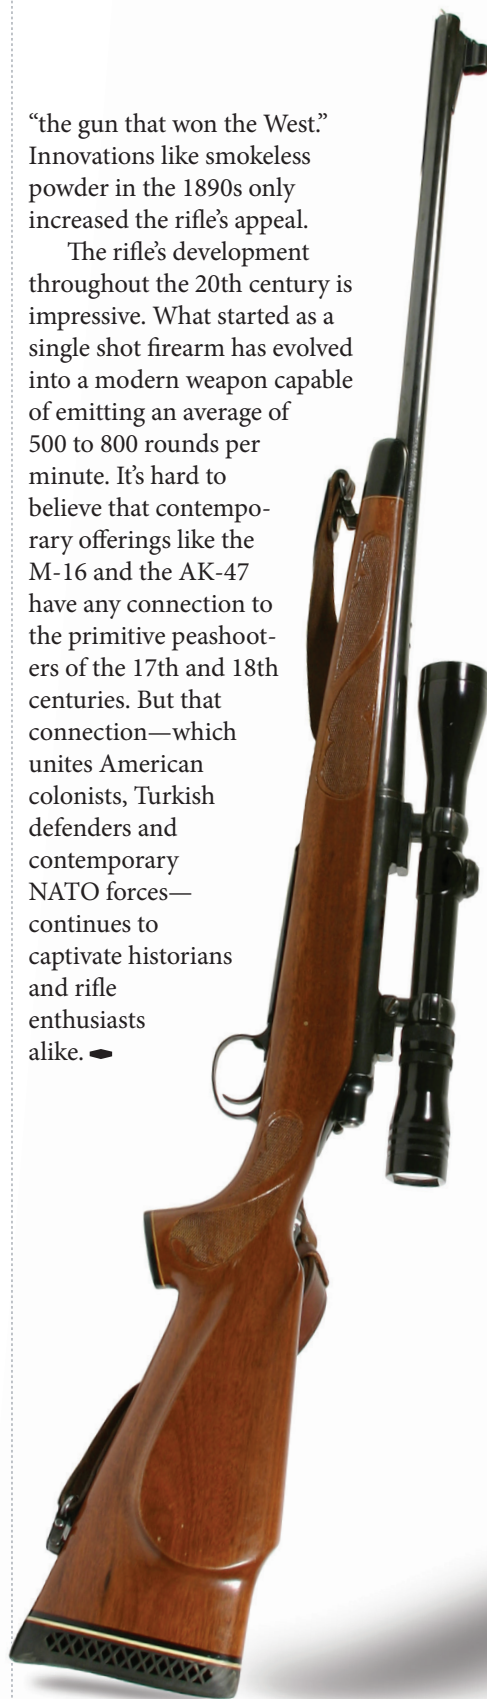 “the gun that won the West.”
Innovations like smokeless
powder in the 1890s only
increased the rifle’s appeal.
The rifle’s development
throughout the 20th century is
impressive. What started as a
single shot firearm has evolved
into a modern weapon capable
of emitting an average of
500 to 800 rounds per
minute. It’s hard to
believe that contempo-
rary offerings like the
M-16 and the AK-47
have any connection to
the primitive peashoot-
ers of the 17th and 18th
centuries. But that
connection—which
unites American
colonists, Turkish
defenders and
contemporary
NATO forces—
continues to
captivate historians
and rifle
enthusiasts
alike.